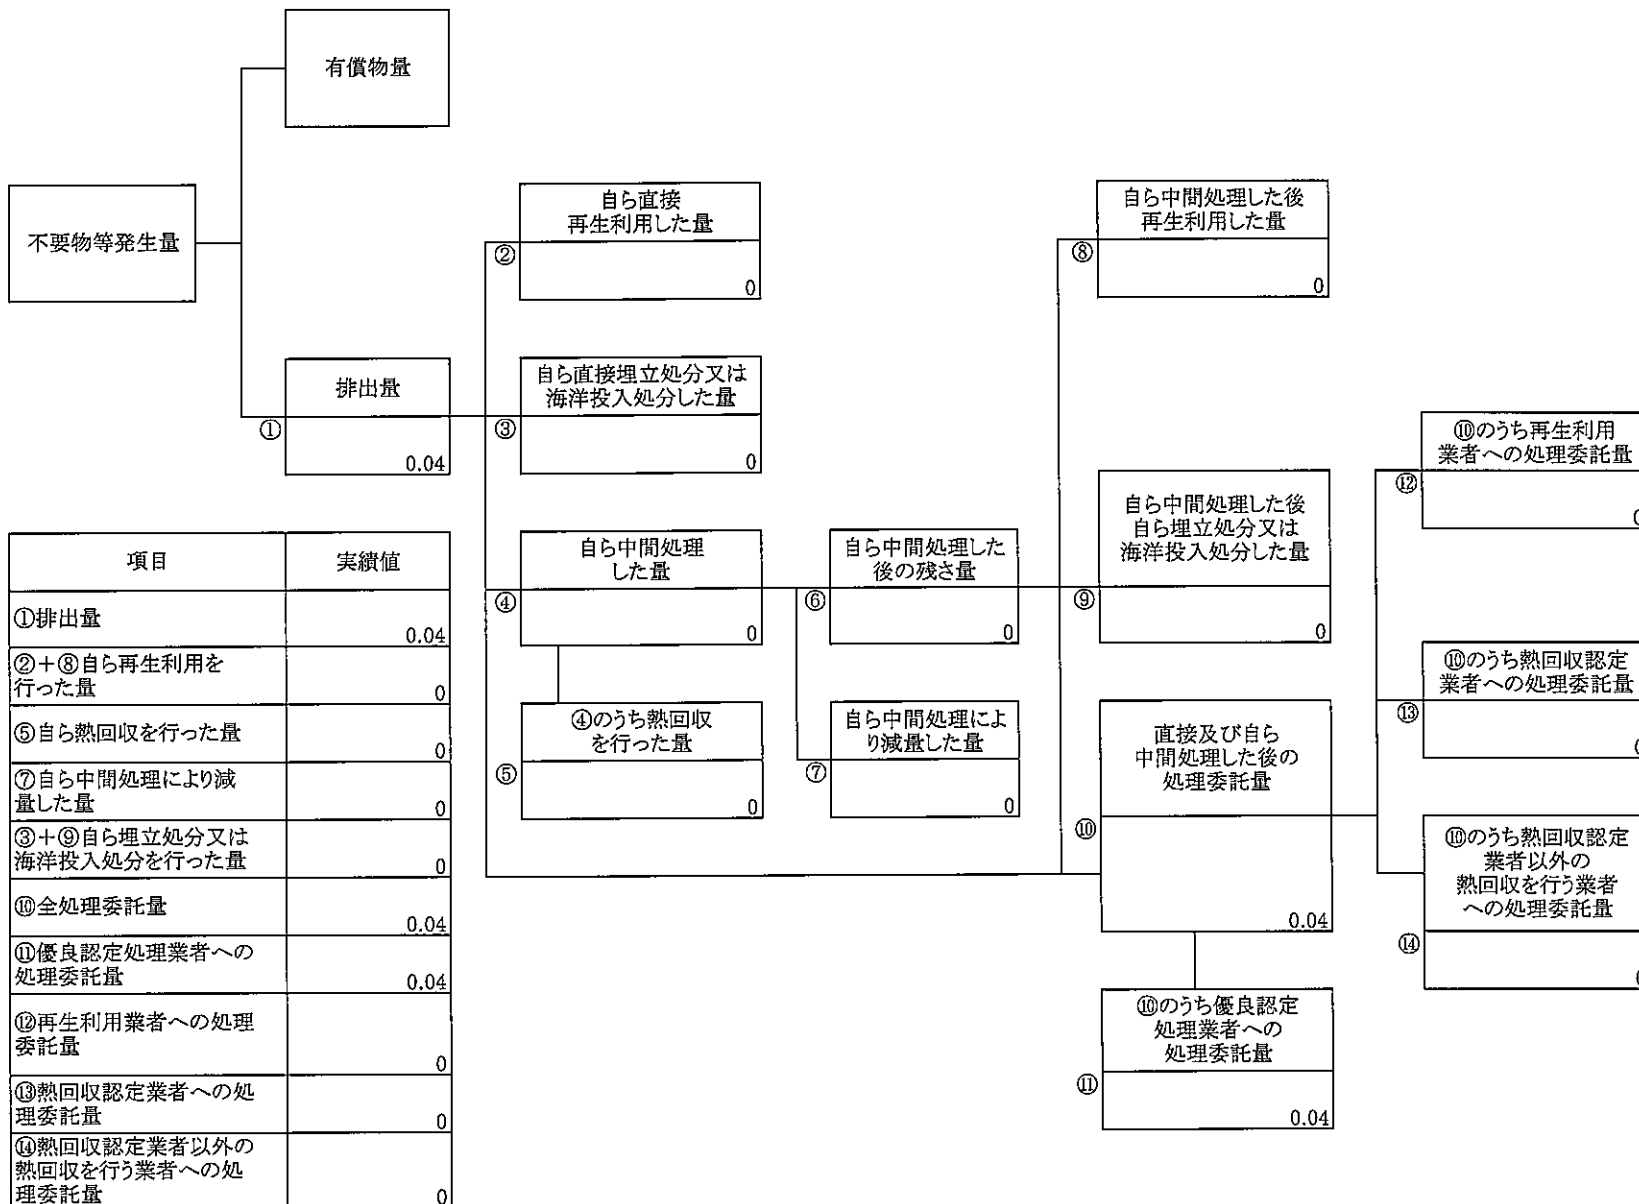 有償物量
不要物等発生量
自ら直接
再生利用した量
②
0
自ら中間処理した後
再生利用した量
⑧
0
排出量
①
0.04
自ら直接埋立処分又は
海洋投入処分した量
③
0
⑩のうち再生利用
業者への処理委託量
⑫
0
自ら中間処理
した量
④
0
自ら中間処理した
後の残さ量
⑥
0
自ら中間処理した後
自ら埋立処分又は
海洋投入処分した量
⑨
0
⑩のうち熱回収認定
業者への処理委託量
⑬
0
④のうち熱回収
を行った量
⑤
0
自ら中間処理によ
り減量した量
⑦
0
直接及び自ら
中間処理した後の
処理委託量
⑩
0.04
⑩のうち熱回収認定
業者以外の
熱回収を行う業者
への処理委託量
⑭
0
⑩のうち優良認定
処理業者への
処理委託量
⑪
0.04
項目 実績値
①排出量
0.04
②+⑧自ら再生利用を
行った量 0
⑤自ら熱回収を行った量
0
⑦自ら中間処理により減
量した量 0
③+⑨自ら埋立処分又は
海洋投入処分を行った量 0
⑩全処理委託量
0.04
⑪優良認定処理業者への
処理委託量 0.04
⑫再生利用業者への処理
委託量
0
⑬熱回収認定業者への処
理委託量 0
⑭熱回収認定業者以外の
熱回収を行う業者への処
理委託量 0